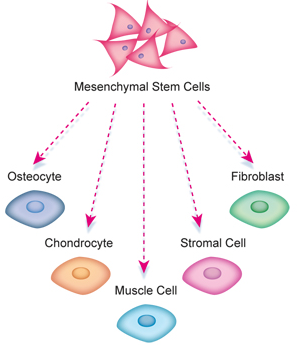 Mesenchymal Stem Cells
Osteocyte
Fibroblast
Chondrocyte
Stromal Cell
Muscle Cell